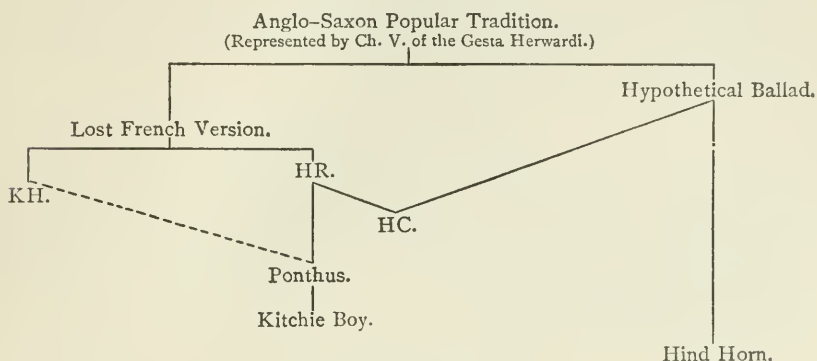 Anglo–Saxon Popular Tradition.
(Represented by Ch. V. of the Gesta Herwardi.)
Hypothetical Ballad.
Lost French Version.
HR.
KH.
HC.
Ponthus.
Kitchie Boy.
Hind Horn.